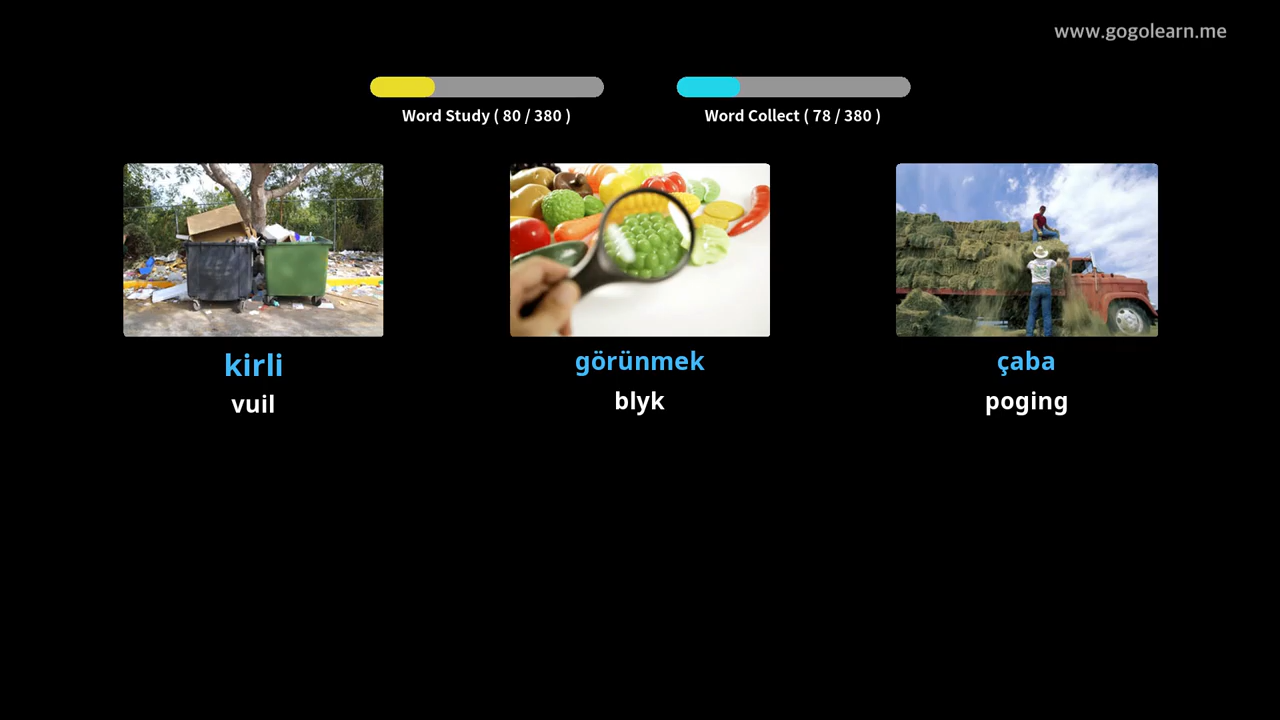 www.gogolearn.me
Word Study ( 80 / 380 )
Word Collect ( 78 / 380 )
kirli
vuil
görünmek
blyk
çaba
poging